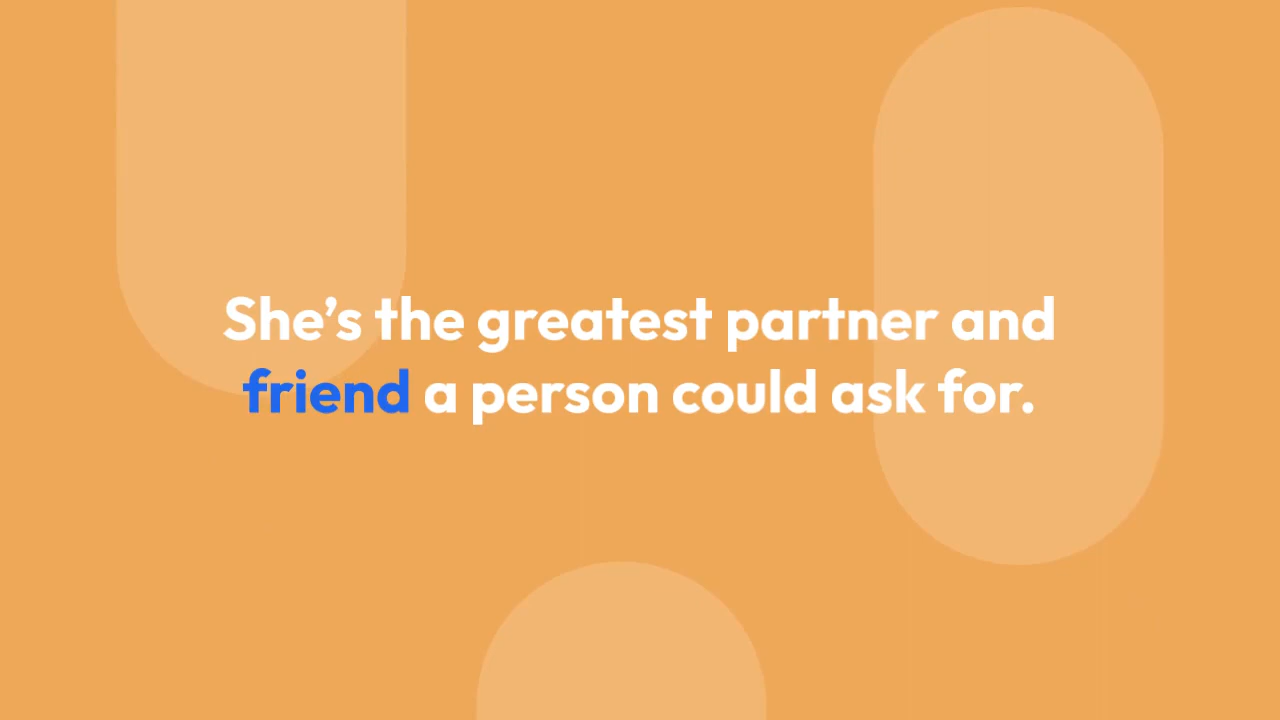 She’s the greatest partner and
friend a person could ask for.